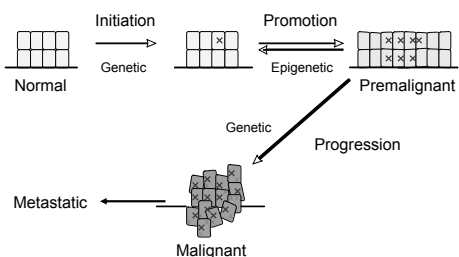 Initiation
Promotion
Genetic
Epigenetic
Normal
Premalignant
Genetic
Progression
Metastatic
Malignant